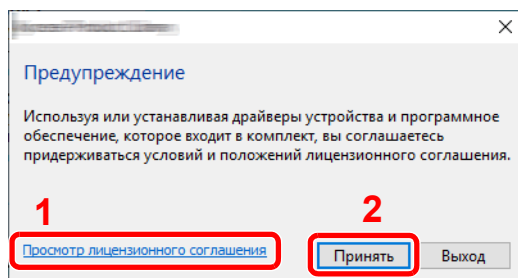 Предупреждение
Используя или устанавливая драйверы устройства и программное
обеспечение, которое входит в комплект, вы соглашаетесь
придерживаться условий и положений лицензионного соглашения.
1
2
Просмотр лицензионного соглашения
Принять
Выход